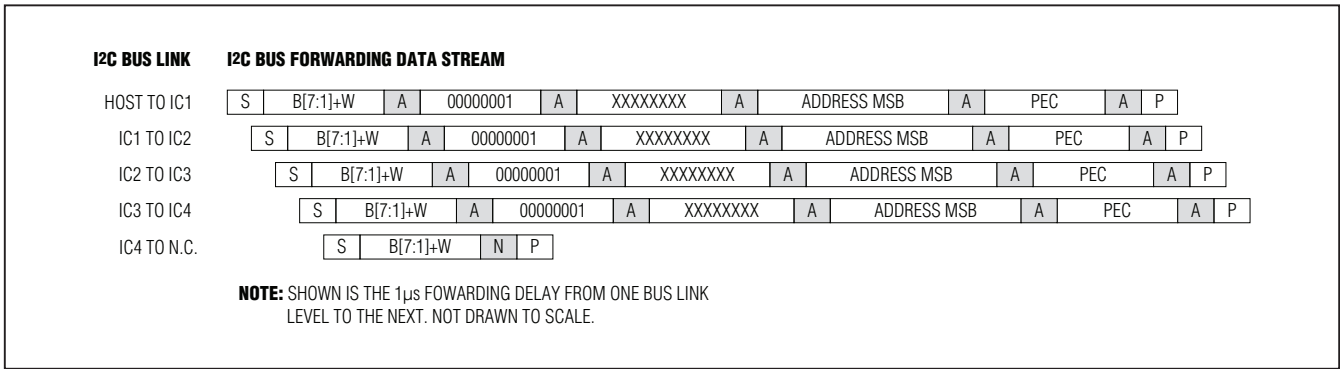 I2C BUS LINK I2C BUS FORWARDING DATA STREAM
HOST TO IC1 S B[7:1]+W A 00000001 A XXXXXXXX A ADDRESS MSB A PEC A P
IC1 TO IC2 S B[7:1]+W A 00000001 A XXXXXXXX A ADDRESS MSB A PEC A P
IC2 TO IC3 S B[7:1]+W A 00000001 A XXXXXXXX A ADDRESS MSB A PEC A P
IC3 TO IC4 S B[7:1]+W A 00000001 A XXXXXXXX A ADDRESS MSB A PEC A P
IC4 TO N.C. S B[7:1]+W N P
NOTE: SHOWN IS THE 1µs FOWARDING DELAY FROM ONE BUS LINK
LEVEL TO THE NEXT. NOT DRAWN TO SCALE.